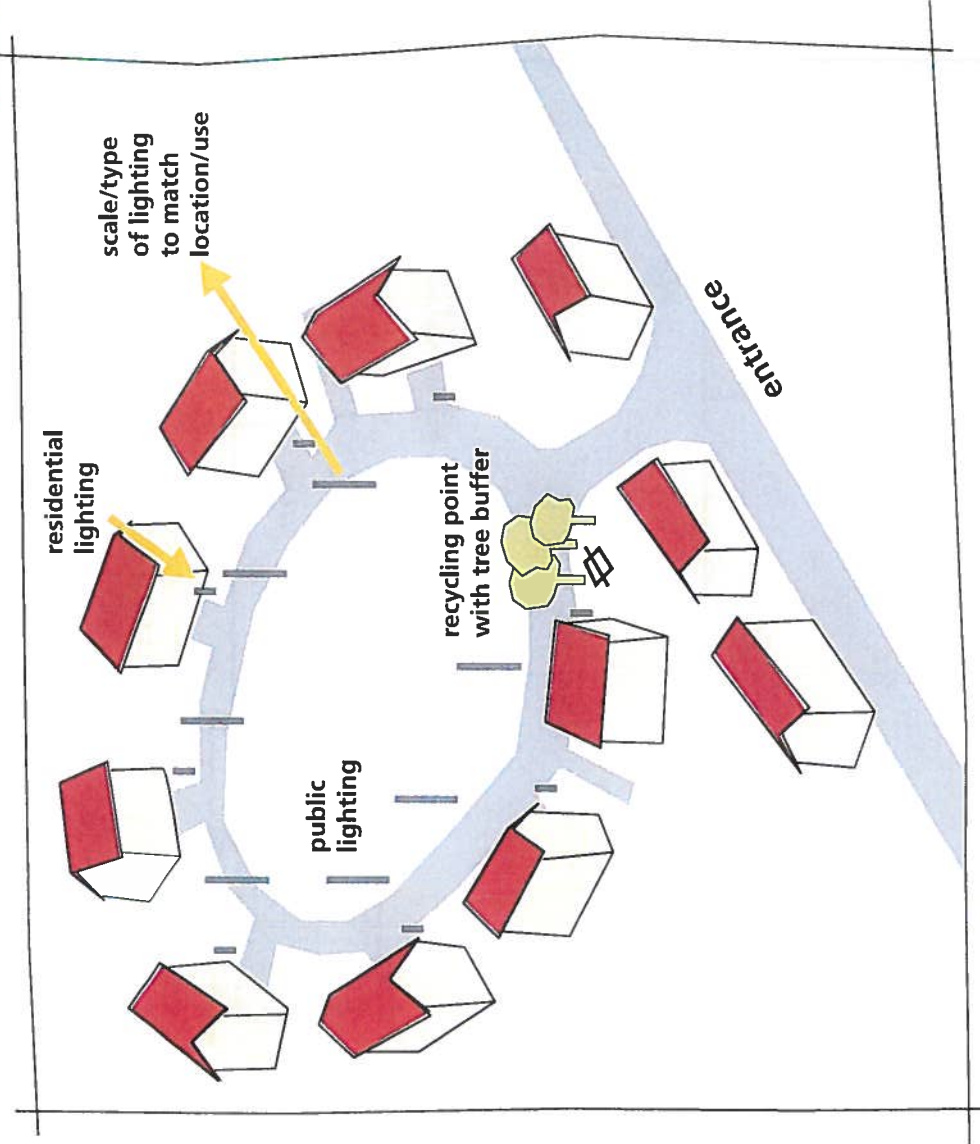 residential
lighting
scale/type
of lighting
to match
location/use
public
lighting
recycling point
with tree buffer
entrance